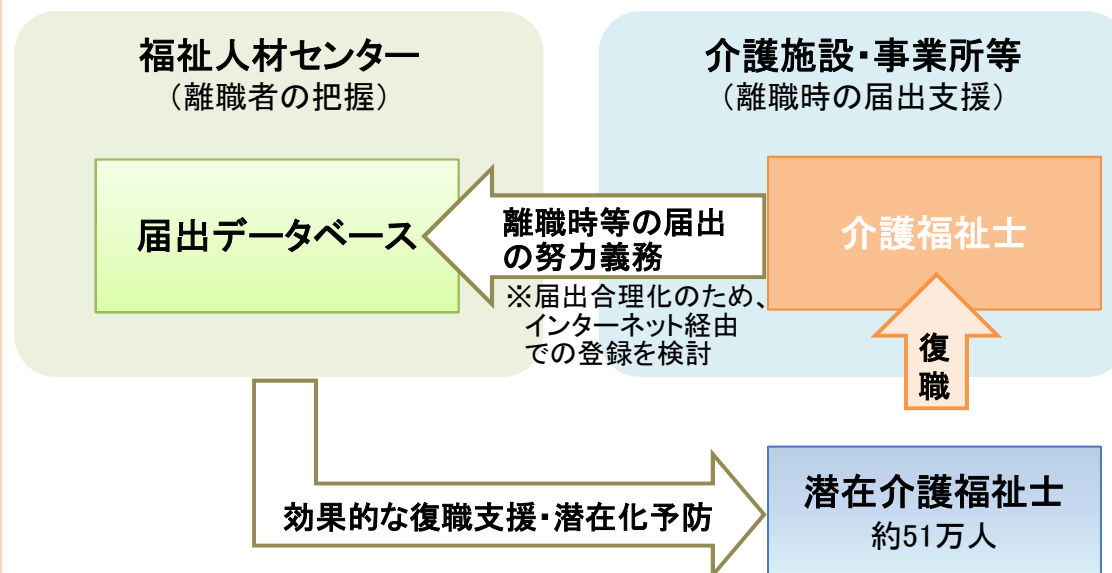 福祉人材センター
（離職者の把握）
介護施設・事業所等
（離職時の届出支援）
届出データベース
離職時等の届出
の努力義務
※届出合理化のため、
インターネット経由
での登録を検討
介護福祉士
復
職
効果的な復職支援・潜在化予防
潜在介護福祉士
約51万人